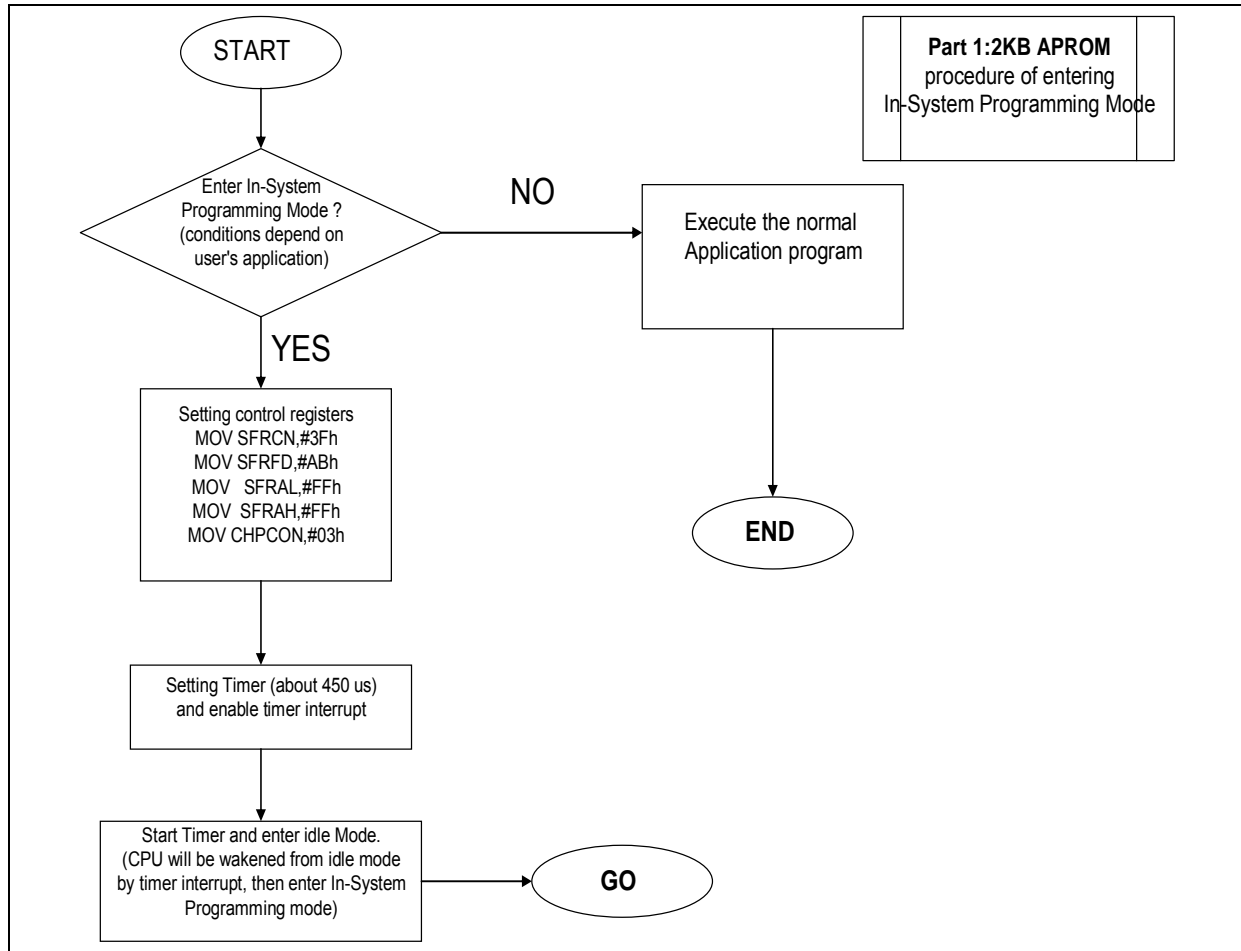 START
Part 1:2KB APROM
procedure of entering
In-System Programming Mode
Enter In-System
Programming Mode ?
(conditions depend on
user's application)
NO
Execute the normal
Application program
YES
Setting control registers
MOV SFRCN,#3Fh
MOV SFRFD,#ABh
MOV SFRAL,#FFh
MOV SFRAH,#FFh
MOV CHPCON,#03h
END
Setting Timer (about 450 us)
and enable timer interrupt
Start Timer and enter idle Mode.
(CPU will be wakened from idle mode
by timer interrupt, then enter In-System
Programming mode)
GO